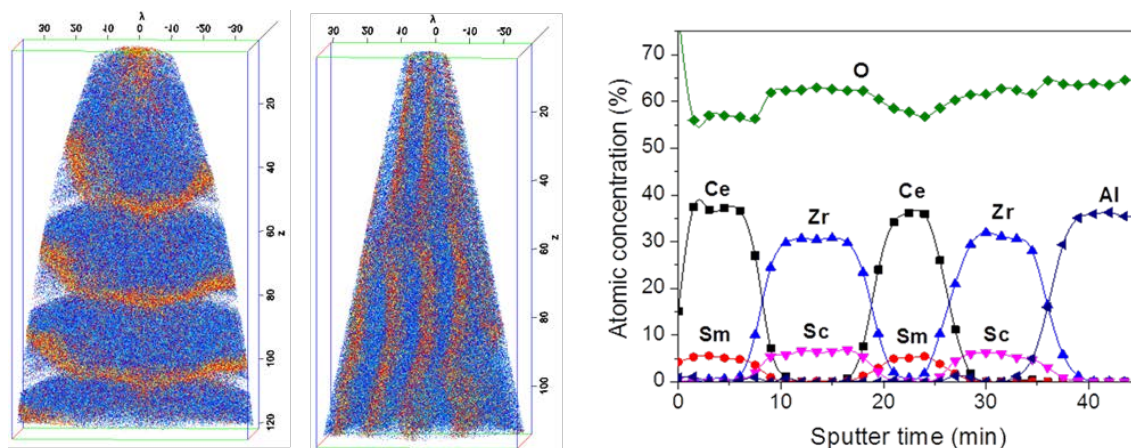 y
30 20 10 0 -10 -20 -30
20
40
60
z
80
100
120
y
30 20 10 0 -10 -20
20
40
60
z
80
100
Atomic concentration (%)
70
60
50
40
30
20
10
0
O
Ce
Zr
Ce
Zr
Al
Sm
Sc
Sm
Sc
0 10 20 30 40
Sputter time (min)